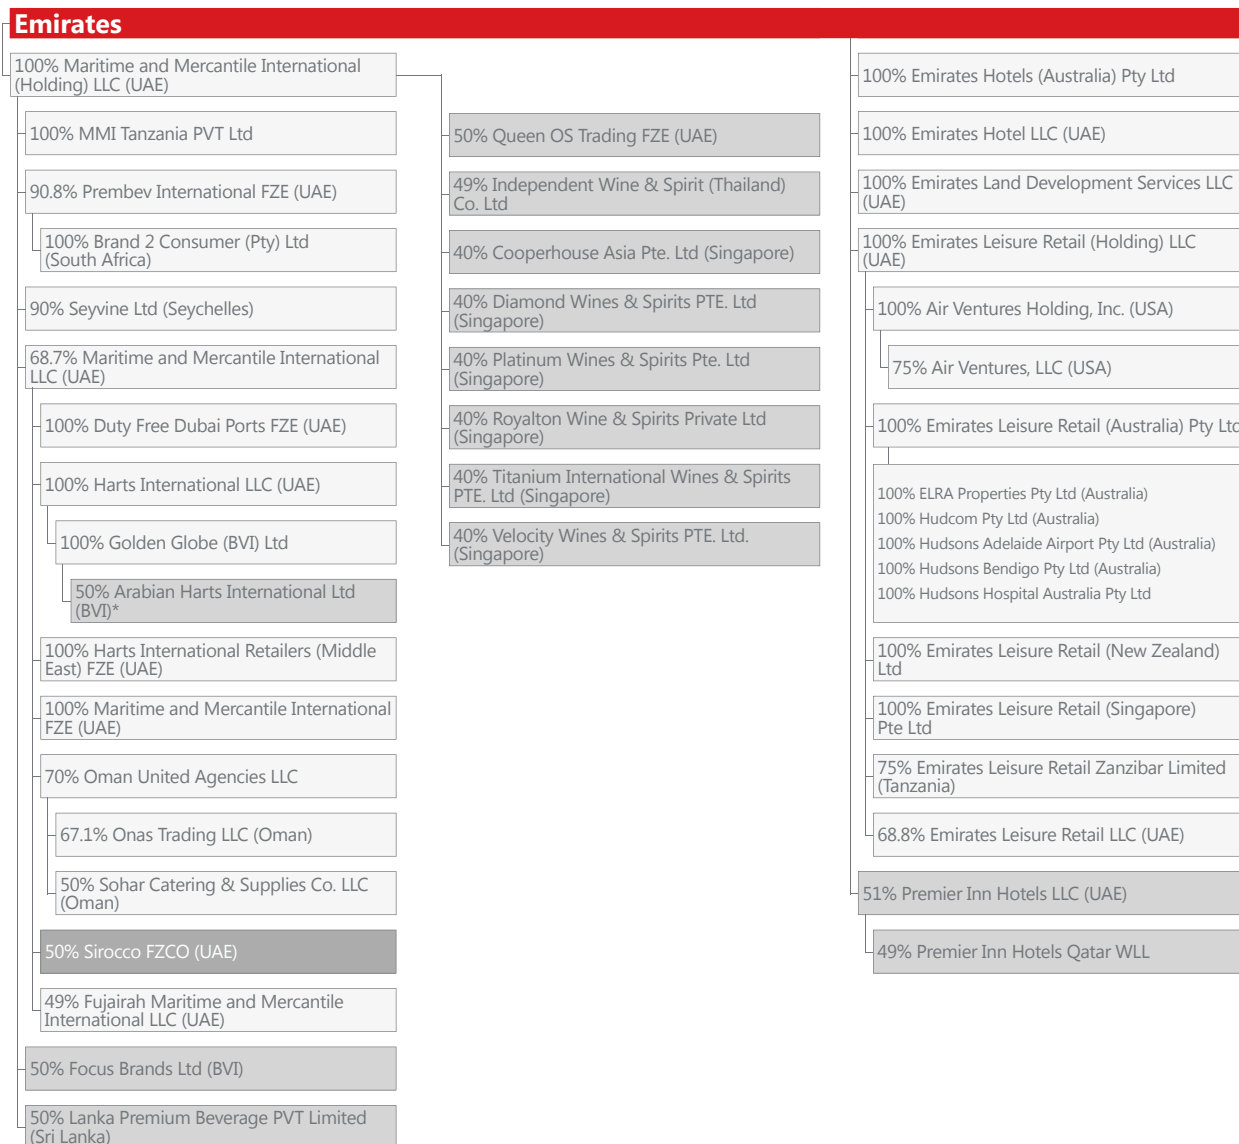 Emirates
100% Maritime and Mercantile International
(Holding) LLC (UAE)
100% MMI Tanzania PVT Ltd
90.8% Prembev International FZE (UAE)
100% Brand 2 Consumer (Pty) Ltd
(South Africa)
90% Seyvine Ltd (Seychelles)
68.7% Maritime and Mercantile International
LLC (UAE)
100% Duty Free Dubai Ports FZE (UAE)
100% Harts International LLC (UAE)
100% Golden Globe (BVI) Ltd
50% Arabian Harts International Ltd
(BVI)*
100% Harts International Retailers (Middle
East) FZE (UAE)
100% Maritime and Mercantile International
FZE (UAE)
70% Oman United Agencies LLC
67.1% Onas Trading LLC (Oman)
50% Sohar Catering & Supplies Co. LLC
(Oman)
50% Sirocco FZCO (UAE)
49% Fujairah Maritime and Mercantile
International LLC (UAE)
50% Focus Brands Ltd (BVI)
50% Lanka Premium Beverage PVT Limited
(Sri Lanka)
50% Queen OS Trading FZE (UAE)
49% Independent Wine & Spirit (Thailand)
Co. Ltd
40% Cooperhouse Asia Pte. Ltd (Singapore)
40% Diamond Wines & Spirits PTE. Ltd
(Singapore)
40% Platinum Wines & Spirits Pte. Ltd
(Singapore)
40% Royalton Wine & Spirits Private Ltd
(Singapore)
40% Titanium International Wines & Spirits
PTE. Ltd (Singapore)
40% Velocity Wines & Spirits PTE. Ltd.
(Singapore)
100% Emirates Hotels (Australia) Pty Ltd
100% Emirates Hotel LLC (UAE)
100% Emirates Land Development Services LLC
(UAE)
100% Emirates Leisure Retail (Holding) LLC
(UAE)
100% Air Ventures Holding, Inc. (USA)
75% Air Ventures, LLC (USA)
100% Emirates Leisure Retail (Australia) Pty Ltd
100% ELRA Properties Pty Ltd (Australia)
100% Hudcom Pty Ltd (Australia)
100% Hudsons Adelaide Airport Pty Ltd (Australia)
100% Hudsons Bendigo Pty Ltd (Australia)
100% Hudsons Hospital Australia Pty Ltd
100% Emirates Leisure Retail (New Zealand)
Ltd
100% Emirates Leisure Retail (Singapore)
Pte Ltd
75% Emirates Leisure Retail Zanzibar Limited
(Tanzania)
68.8% Emirates Leisure Retail LLC (UAE)
51% Premier Inn Hotels LLC (UAE)
49% Premier Inn Hotels Qatar WLL